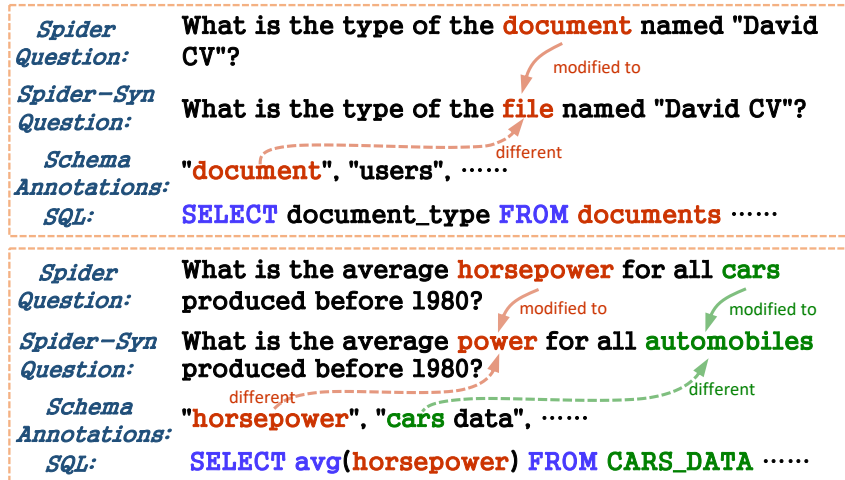 Spider
Question:
What is the type of the document named "David
CV"?
modified to
Spider-Syn
Question:
What is the type of the file named "David CV"?
different
Schema
Annotations:
"document", "users", ······
SQL:
SELECT document_type FROM documents ······
Spider
Question:
What is the average horsepower for all cars
produced before 1980?
modified to
modified to
Spider-Syn
Question:
What is the average power for all automobiles
produced before 1980?
different
different
Schema
Annotations:
"horsepower", "cars data", ······
SQL:
SELECT avg(horsepower) FROM CARS_DATA ······